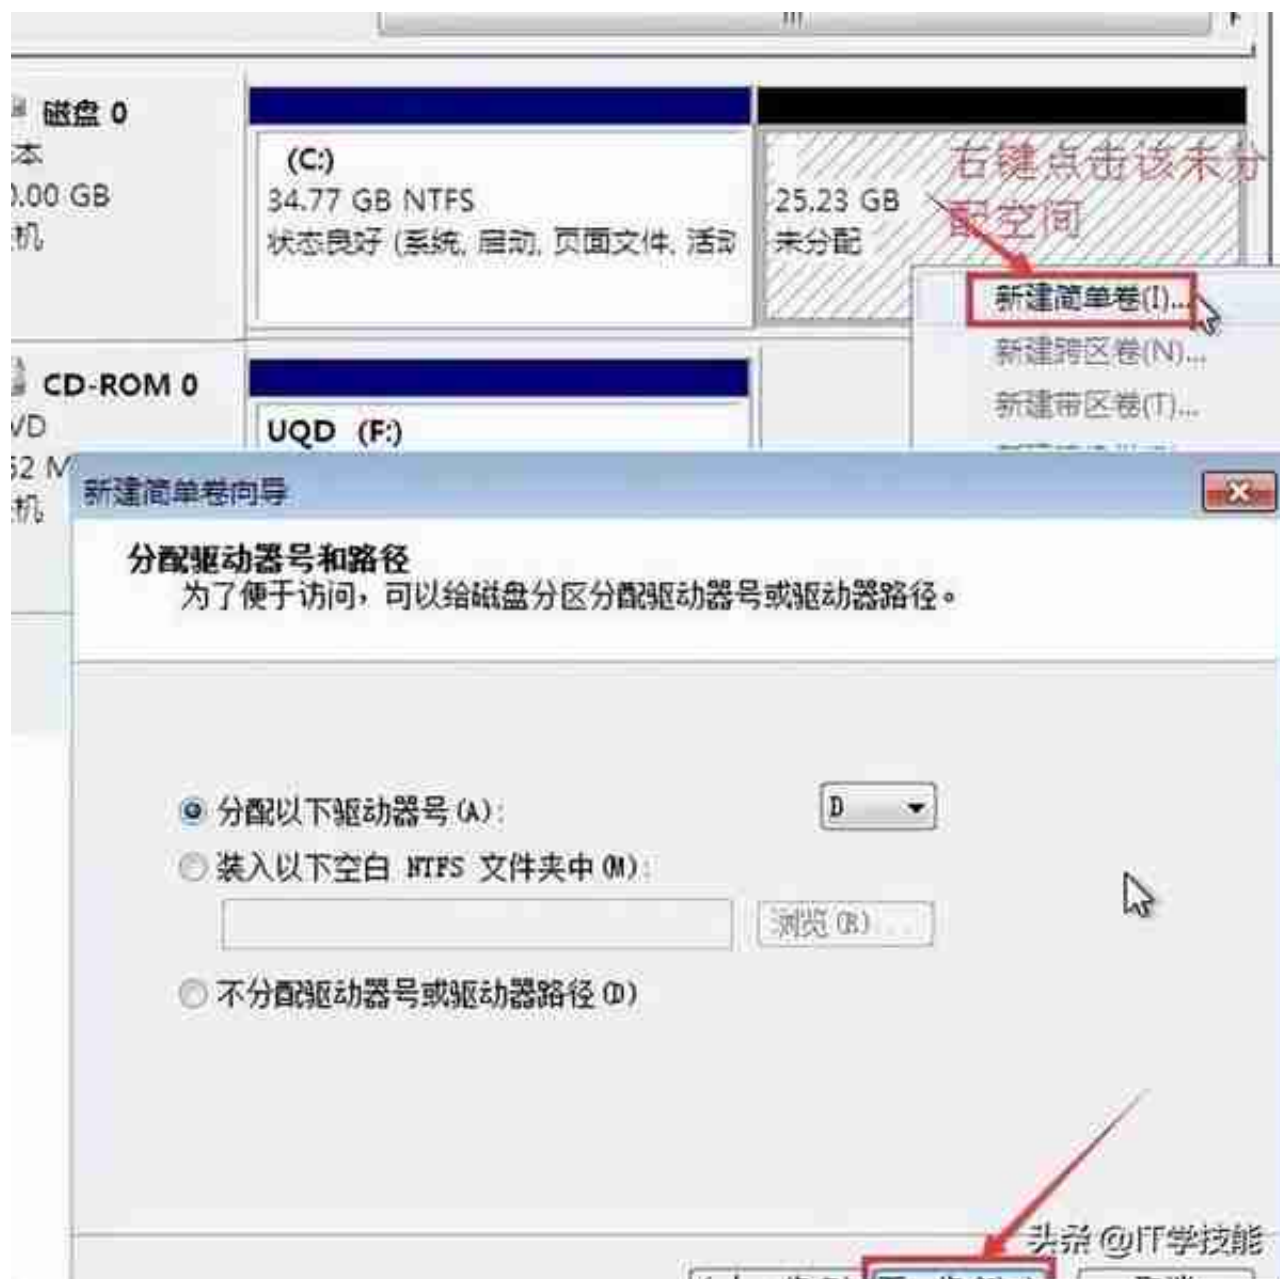 磁盘 0
本
.00 GB
机
(C:)
34.77 GB NTFS
状态良好 (系统, 启动, 页面文件, 活动
25.23 GB
未分配
右键点击该未分
配空间
新建简单卷(I)...
新建跨区卷(N)...
新建带区卷(T)...
CD-ROM 0
VD
52 M
机
UQD (F:)
新建简单卷向导
分配驱动器号和路径
为了便于访问，可以给磁盘分区分配驱动器号或驱动器路径。
分配以下驱动器号(A):
D
装入以下空白 NTFS 文件夹中(M):
浏览(R)...
不分配驱动器号或驱动器路径(D)
头条 @IT学技能